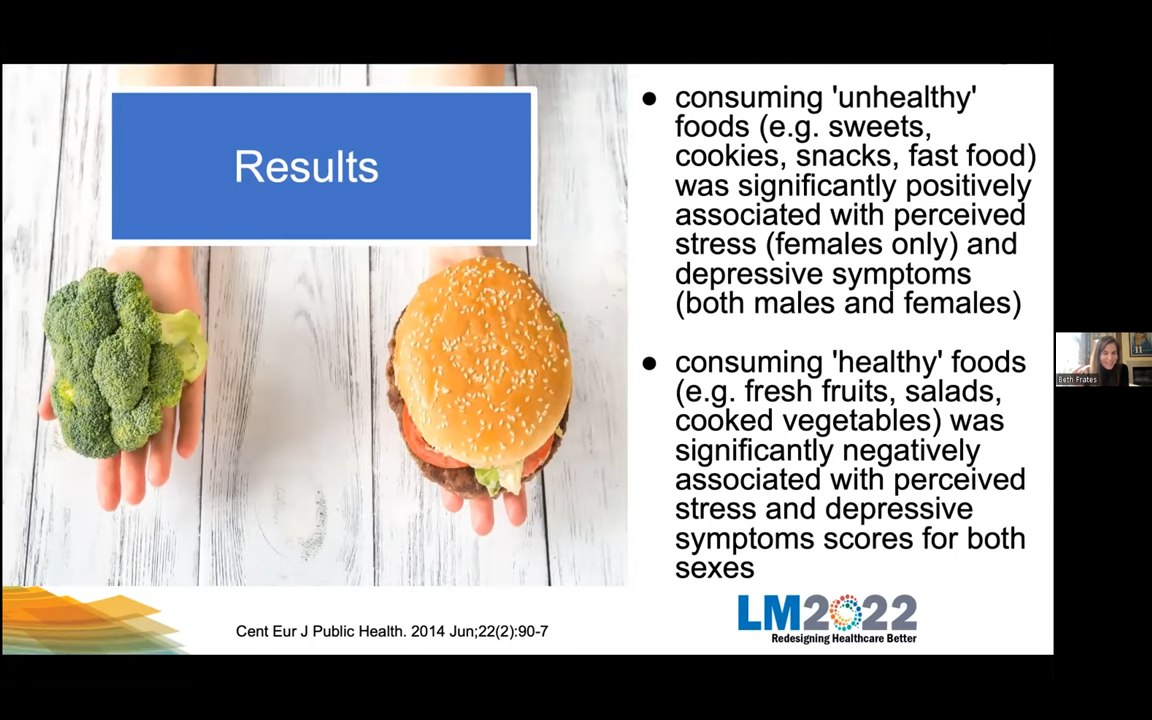 Results
● consuming 'unhealthy'
foods (e.g. sweets,
cookies, snacks, fast food)
was significantly positively
associated with perceived
stress (females only) and
depressive symptoms
(both males and females)
● consuming 'healthy' foods
(e.g. fresh fruits, salads,
cooked vegetables) was
significantly negatively
associated with perceived
stress and depressive
symptoms scores for both
sexes
Cent Eur J Public Health. 2014 Jun;22(2):90-7
LM2022
Redesigning Healthcare Better
Beth Frates